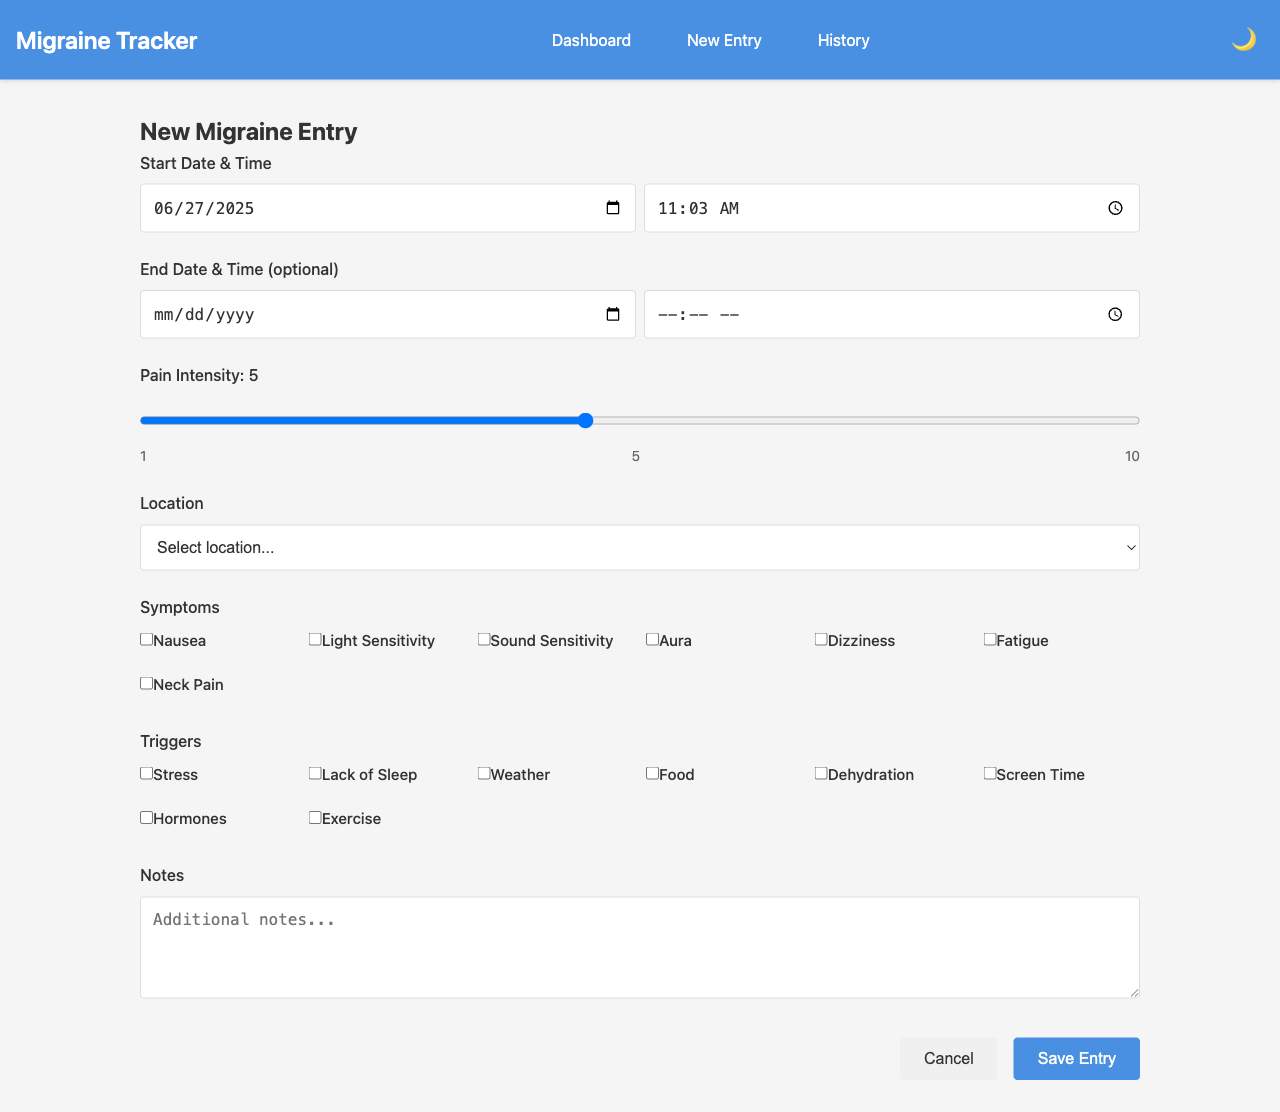 Migraine Tracker Dashboard New Entry History
New Migraine Entry
Start Date & Time
06/27/2025 11:03 AM
End Date & Time (optional)
mm/dd/yyyy --:-- --
Pain Intensity: 5
1 5 10
Location
Select location...
Symptoms
Nausea Light Sensitivity Sound Sensitivity Aura Dizziness Fatigue
Neck Pain
Triggers
Stress Lack of Sleep Weather Food Dehydration Screen Time
Hormones Exercise
Notes
Additional notes...
Cancel Save Entry